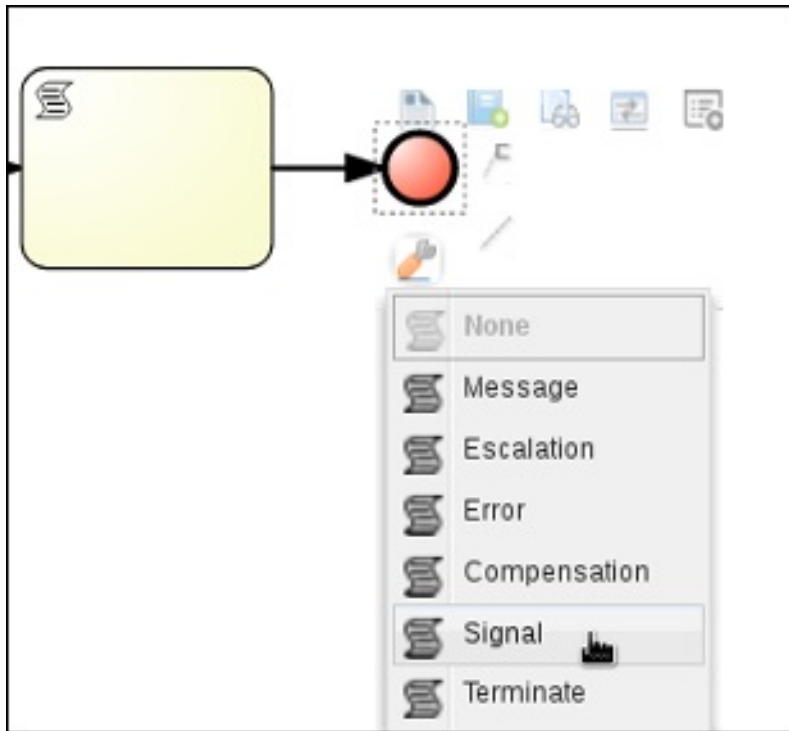 None
Message
Escalation
Error
Compensation
Signal
Terminate